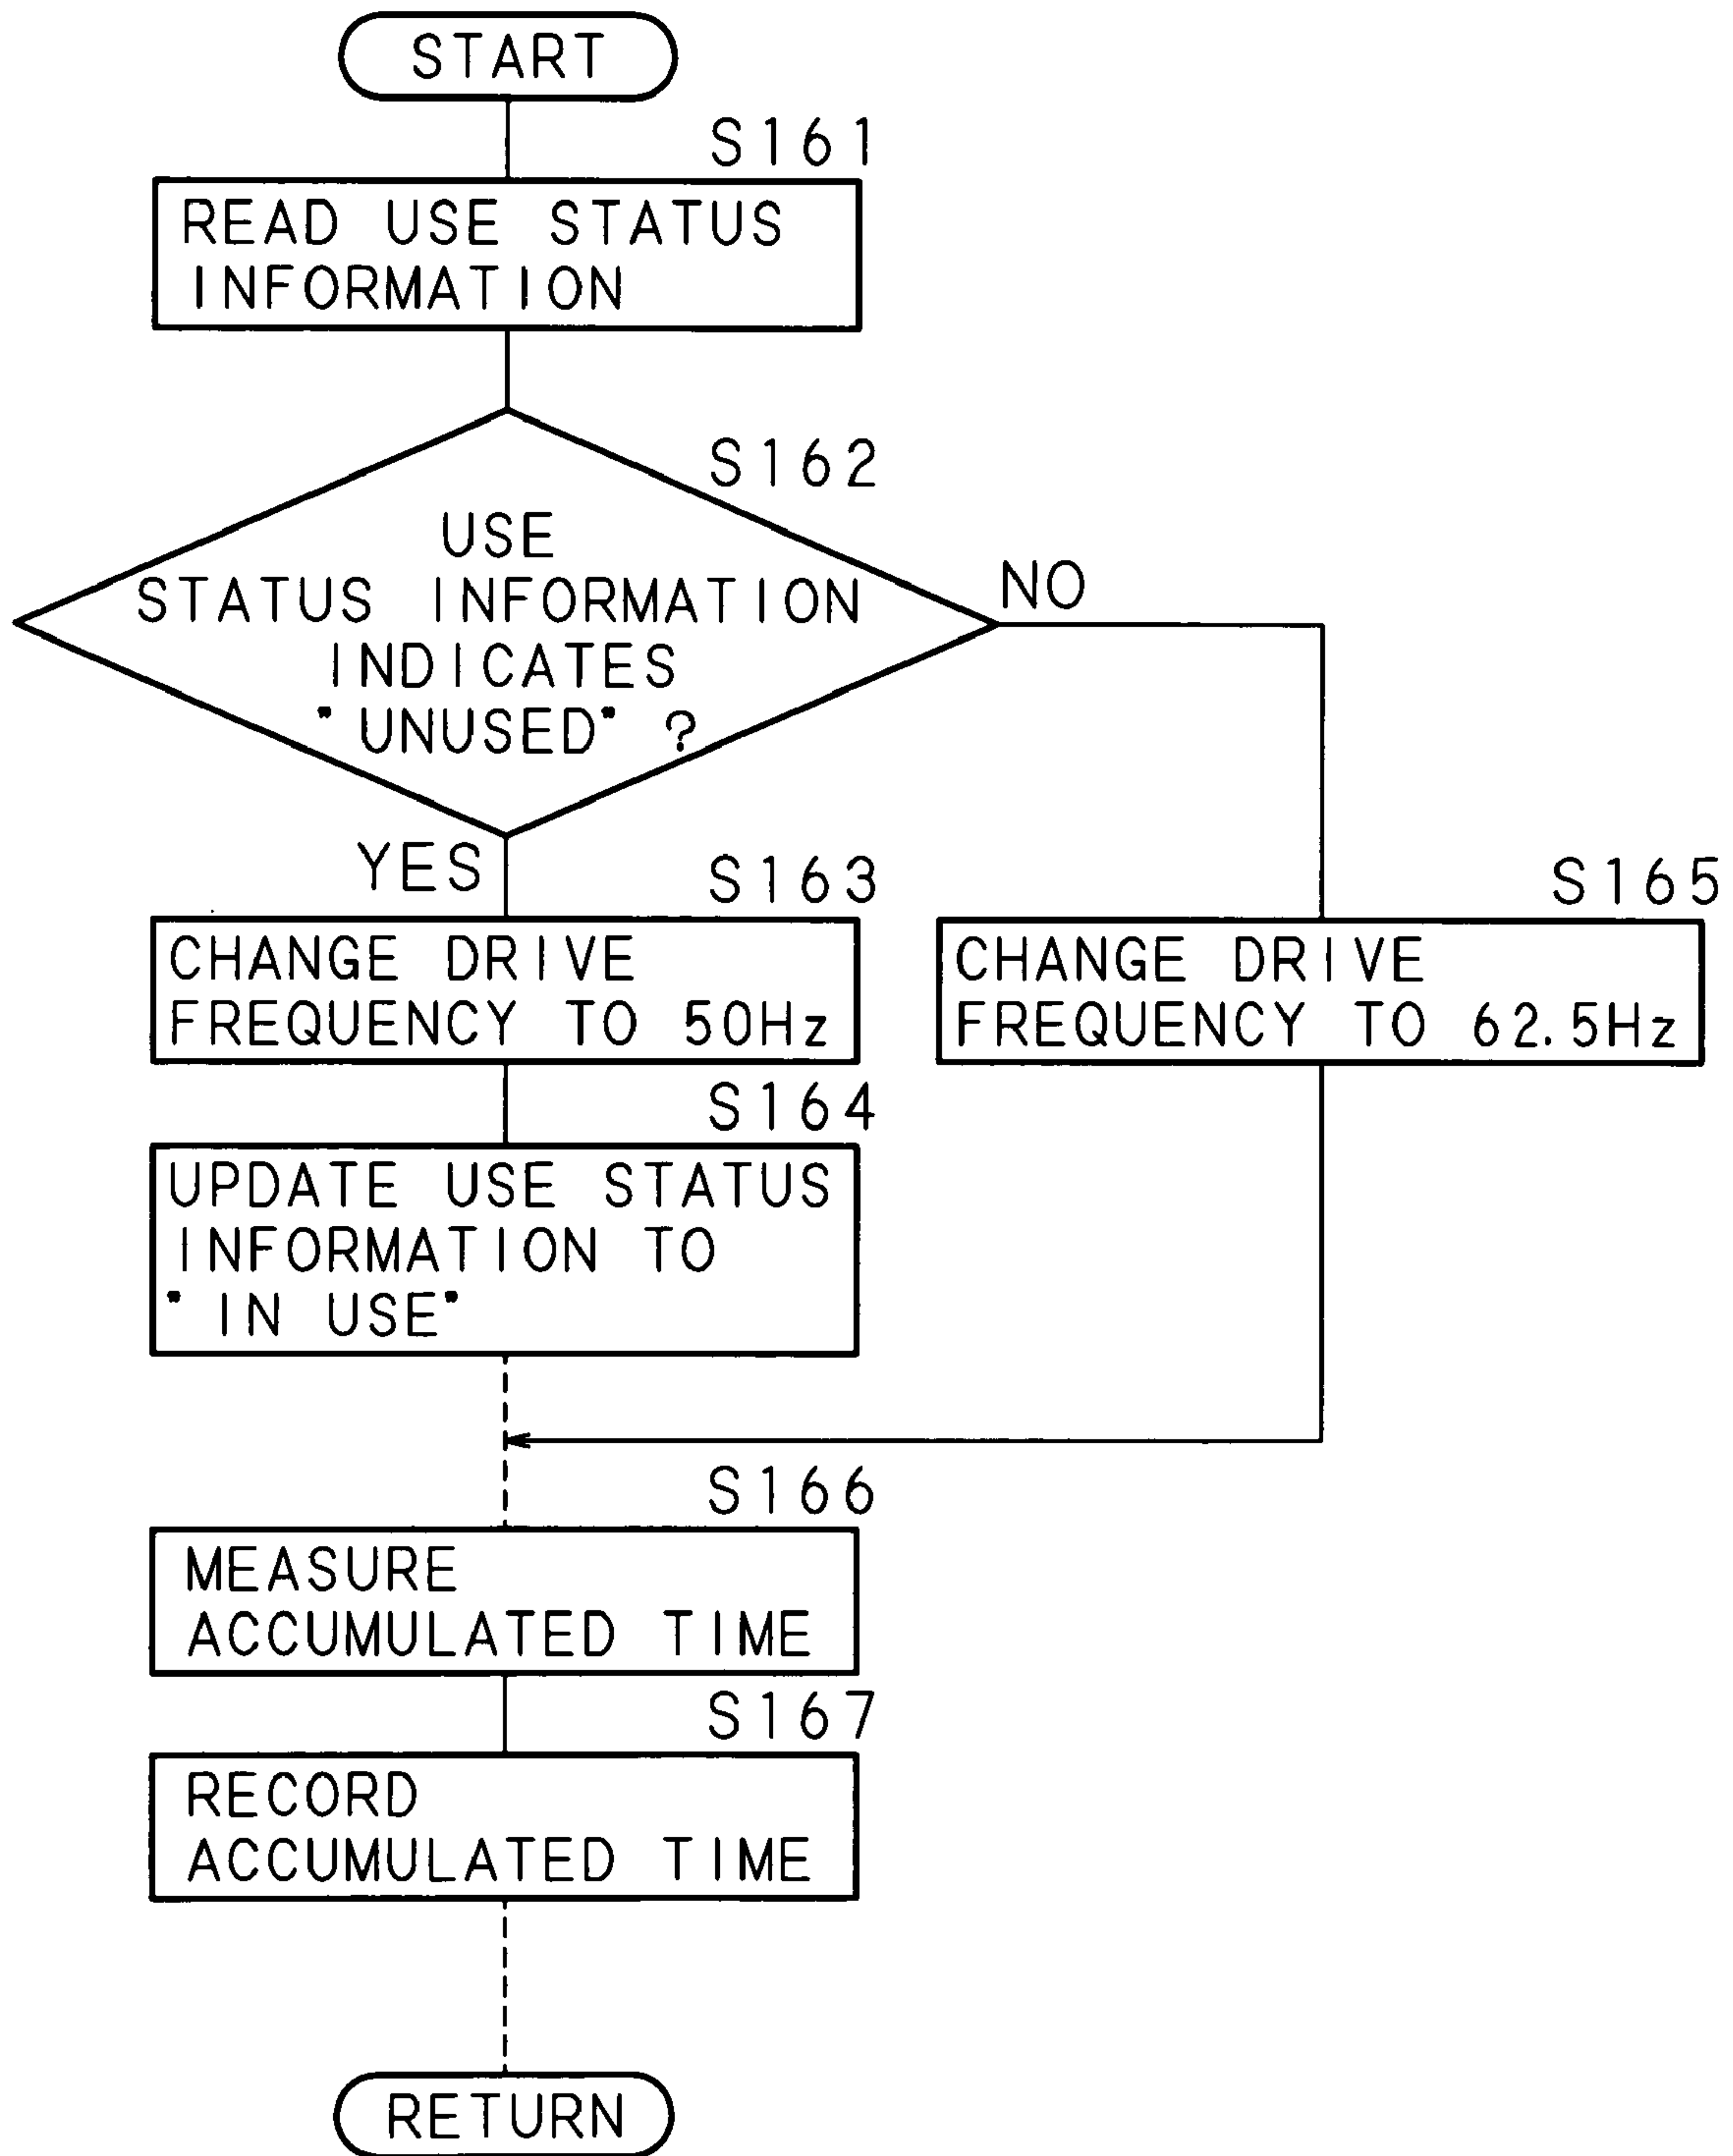 START
S161
READ USE STATUS
INFORMATION
S162
USE
STATUS INFORMATION
INDICATES
"UNUSED" ?
NO
YES
S163
CHANGE DRIVE
FREQUENCY TO 50Hz
S165
CHANGE DRIVE
FREQUENCY TO 62.5Hz
S164
UPDATE USE STATUS
INFORMATION TO
"IN USE"
S166
MEASURE
ACCUMULATED TIME
S167
RECORD
ACCUMULATED TIME
RETURN